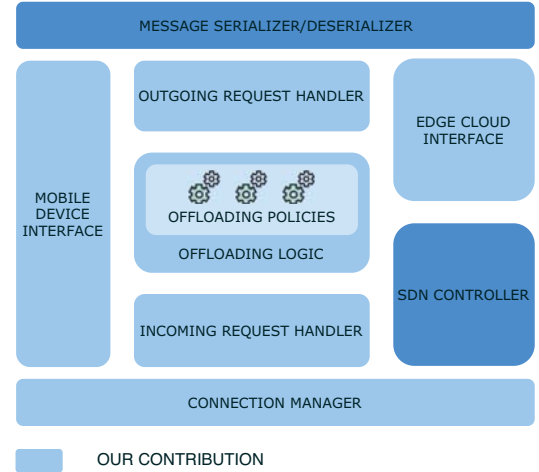 MESSAGE SERIALIZER/DESERIALIZER
OUTGOING REQUEST HANDLER
EDGE CLOUD
INTERFACE
MOBILE
DEVICE
INTERFACE
OFFLOADING POLICIES
OFFLOADING LOGIC
SDN CONTROLLER
INCOMING REQUEST HANDLER
CONNECTION MANAGER
OUR CONTRIBUTION